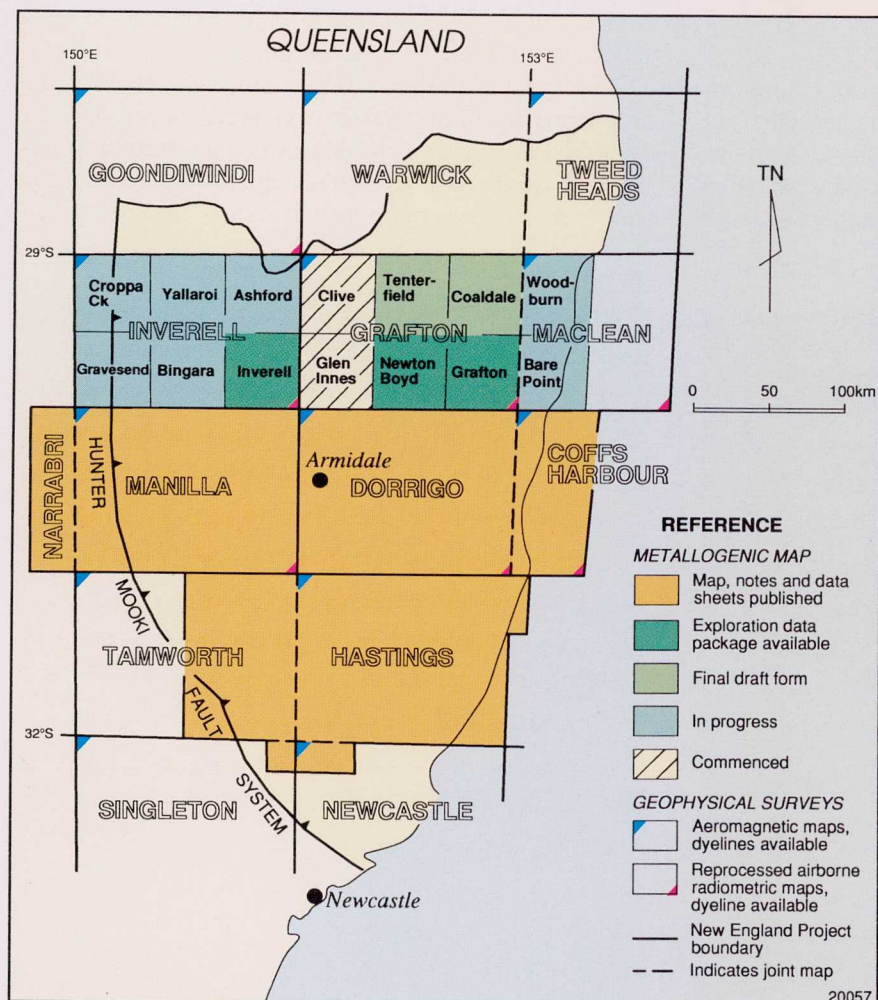 QUEENSLAND
150°E
153°E
GOONDIWINDI
WARWICK
TWEED
HEADS
TN
29°S
Croppa
Ck
Yallaroi
Ashford
Clive
Tenter-
field
Coaldale
Wood-
burn
INVERELL
GRAFTON
MACLEAN
Gravesend
Bingara
Inverell
Glen
Innes
Newton
Boyd
Grafton
Bare
Point
0
50
100km
NARRABRI
HUNTER
MANILLA
Armidale
DORRIGO
COFFS
HARBOUR
MOOKI
TAMWORTH
HASTINGS
FAULT
32°S
SYSTEM
SINGLETON
NEWCASTLE
Newcastle
REFERENCE
METALLOGENIC MAP
Map, notes and data
sheets published
Exploration data
package available
Final draft form
In progress
Commenced
GEOPHYSICAL SURVEYS
Aeromagnetic maps,
dyelines available
Reprocessed airborne
radiometric maps,
dyeline available
New England Project
boundary
Indicates joint map
20057